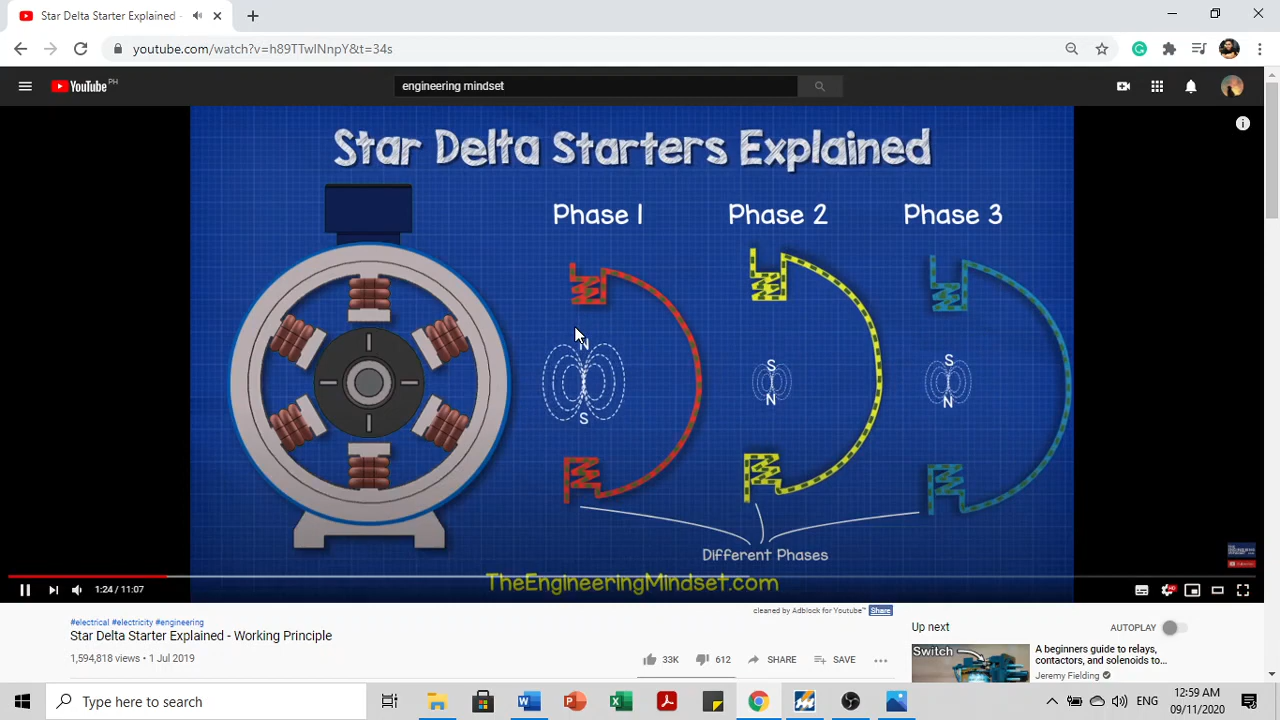 Star Delta Starter Explained -
youtube.com/watch?v=h89TTwlNnpY&t=34s
YouTube PH
engineering mindset
Star Delta Starters Explained
Phase 1 Phase 2 Phase 3
N S S
S N N
Different Phases
TheEngineeringMindset.com
1:24 / 11:07
cleaned by Adblock for Youtube™ Share
#electrical #electricity #engineering
Star Delta Starter Explained - Working Principle
1,594,818 views • 1 Jul 2019
33K 612 SHARE SAVE
Up next AUTOPLAY
Switch
A beginners guide to relays,
contactors, and solenoids to...
Jeremy Fielding
Type here to search
ENG
12:59 AM
09/11/2020